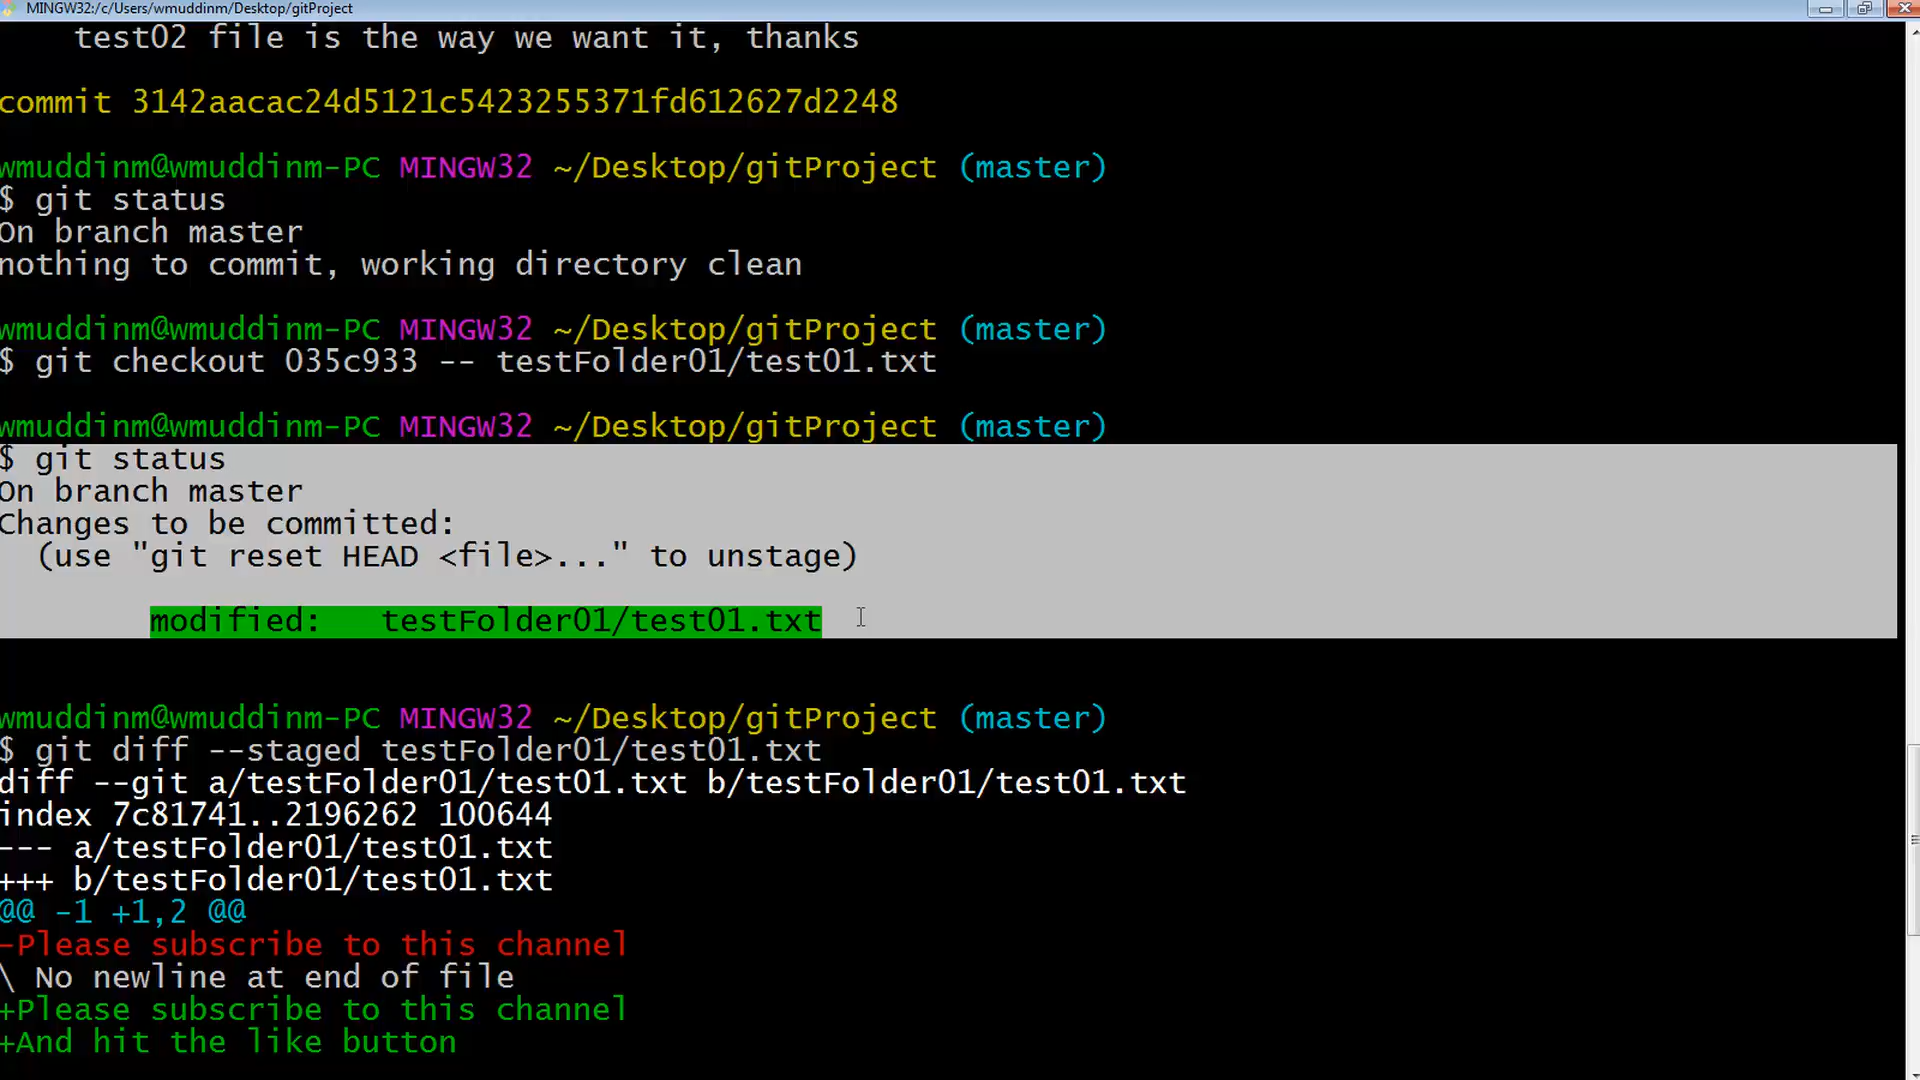 MINGW32:/c/Users/wmuddinm/Desktop/gitProject
test02 file is the way we want it, thanks
commit 3142aacac24d5121c5423255371fd612627d2248
wmuddinm@wmuddinm-PC MINGW32 ~/Desktop/gitProject (master)
$ git status
On branch master
nothing to commit, working directory clean
wmuddinm@wmuddinm-PC MINGW32 ~/Desktop/gitProject (master)
$ git checkout 035c933 -- testFolder01/test01.txt
wmuddinm@wmuddinm-PC MINGW32 ~/Desktop/gitProject (master)
$ git status
On branch master
Changes to be committed:
  (use "git reset HEAD <file>..." to unstage)
modified:   testFolder01/test01.txt
wmuddinm@wmuddinm-PC MINGW32 ~/Desktop/gitProject (master)
$ git diff --staged testFolder01/test01.txt
diff --git a/testFolder01/test01.txt b/testFolder01/test01.txt
index 7c81741..2196262 100644
--- a/testFolder01/test01.txt
+++ b/testFolder01/test01.txt
@@ -1 +1,2 @@
-Please subscribe to this channel
\ No newline at end of file
+Please subscribe to this channel
+And hit the like button